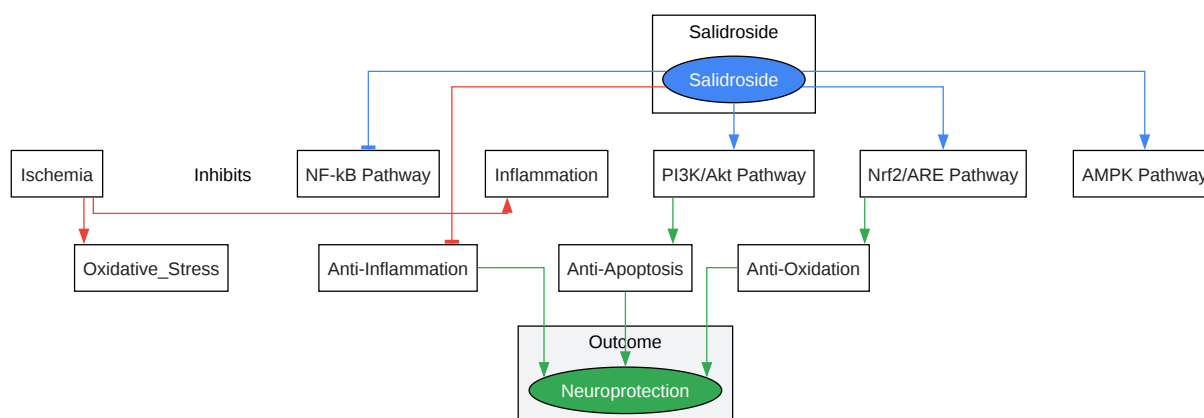 Salidroside
Salidroside
Ischemia
Inhibits
NF-kB Pathway
Inflammation
PI3K/Akt Pathway
Nrf2/ARE Pathway
AMPK Pathway
Oxidative_Stress
Anti-Inflammation
Anti-Apoptosis
Anti-Oxidation
Outcome
Neuroprotection